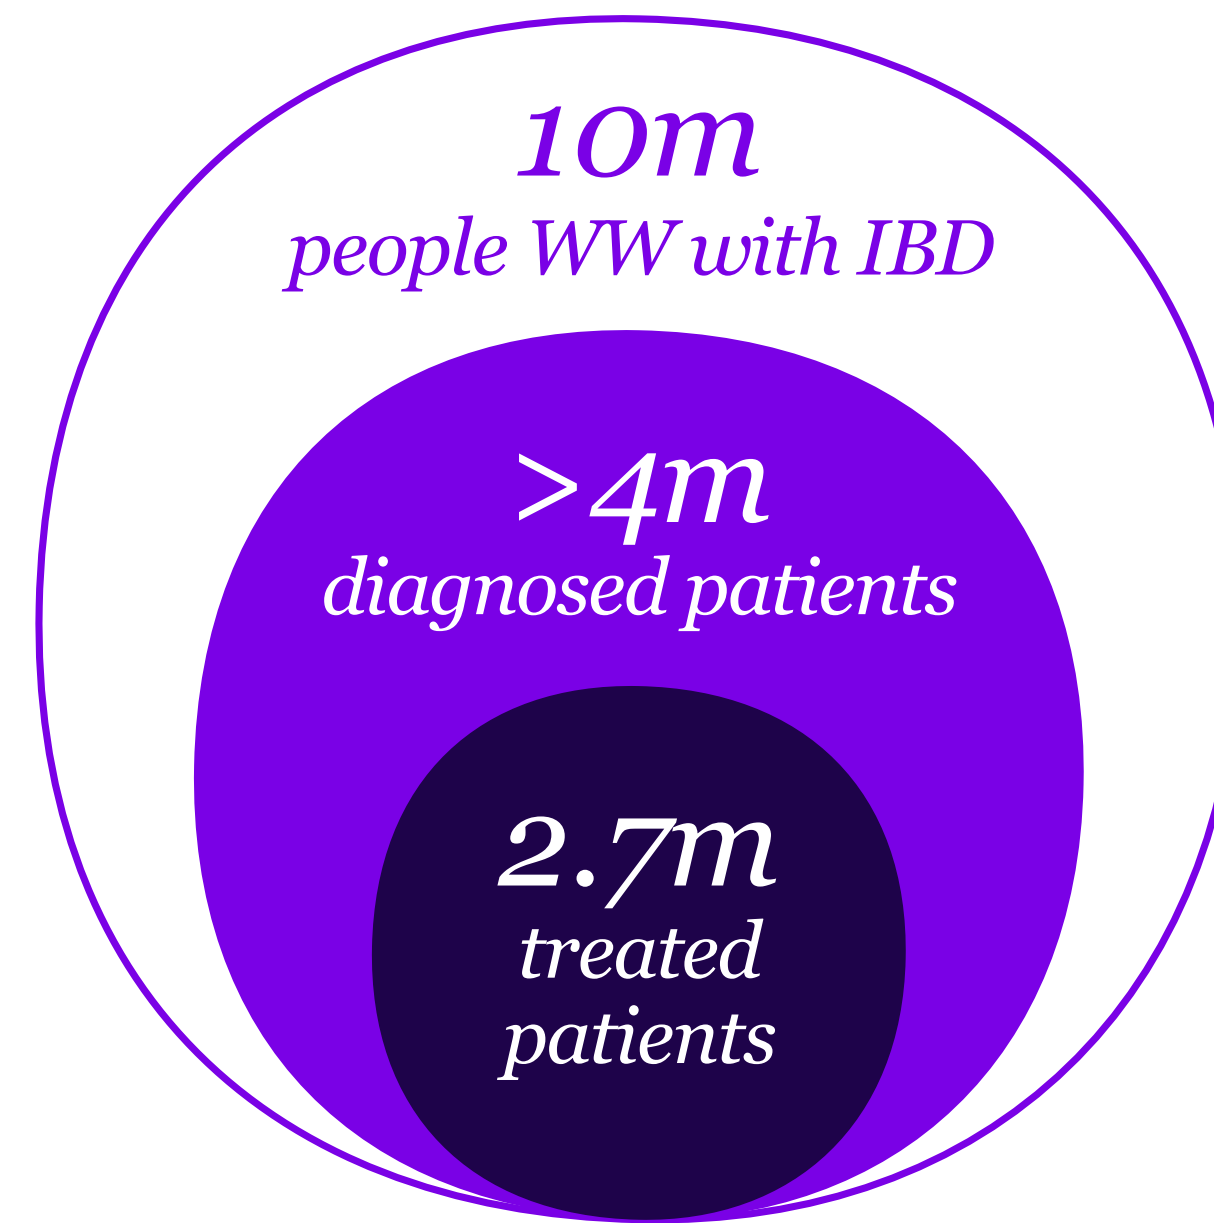 10m
people WW with IBD
>4m
diagnosed patients
2.7m
treated
patients